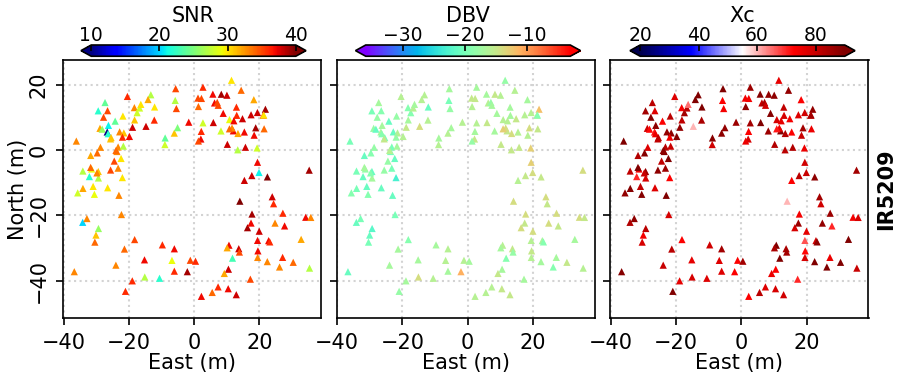 SNR DBV Xc
10 20 30 40 −30 −20 −10 20 40 60 80
20
0
−20
−40
North (m)
IR5209
−40 −20 0 20 −40 −20 0 20 −40 −20 0 20
East (m) East (m) East (m)